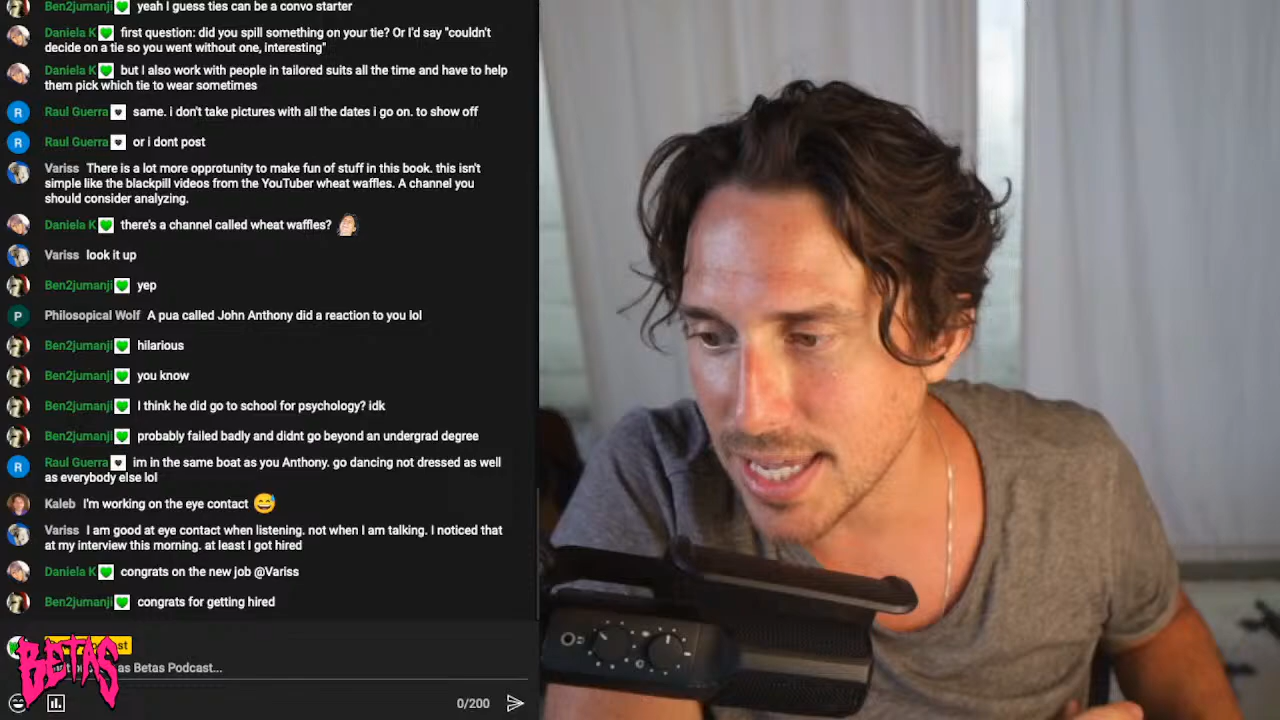 Ben2jumanji yeah I guess ties can be a convo starter
Daniela K first question: did you spill something on your tie? Or I'd say "couldn't
decide on a tie so you went without one, interesting"
Daniela K but I also work with people in tailored suits all the time and have to help
them pick which tie to wear sometimes
Raul Guerra same. i don't take pictures with all the dates i go on. to show off
Raul Guerra or i dont post
Variss There is a lot more opprotunity to make fun of stuff in this book. this isn't
simple like the blackpill videos from the YouTuber wheat waffles. A channel you
should consider analyzing.
Daniela K there's a channel called wheat waffles?
Variss look it up
Ben2jumanji yep
Philosopical Wolf A pua called John Anthony did a reaction to you lol
Ben2jumanji hilarious
Ben2jumanji you know
Ben2jumanji I think he did go to school for psychology? idk
Ben2jumanji probably failed badly and didnt go beyond an undergrad degree
Raul Guerra im in the same boat as you Anthony. go dancing not dressed as well
as everybody else lol
Kaleb I'm working on the eye contact 😅
Variss I am good at eye contact when listening. not when I am talking. I noticed that
at my interview this morning. at least I got hired
Daniela K congrats on the new job @Variss
Ben2jumanji congrats for getting hired
BETAS
as Betas Podcast...
0/200